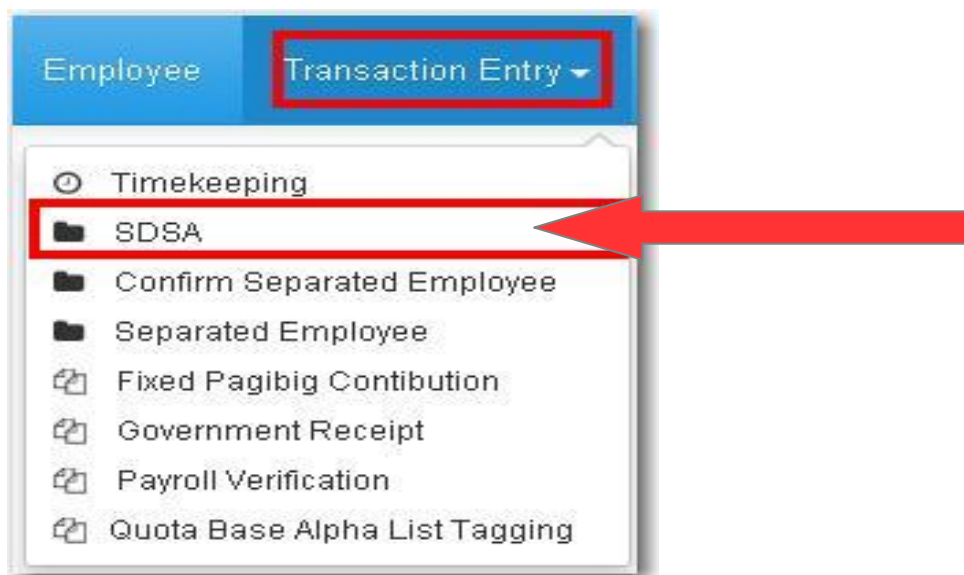 Employee Transaction Entry
Timekeeping
SDSA
Confirm Separated Employee
Separated Employee
Fixed Pagibig Contibution
Government Receipt
Payroll Verification
Quota Base Alpha List Tagging